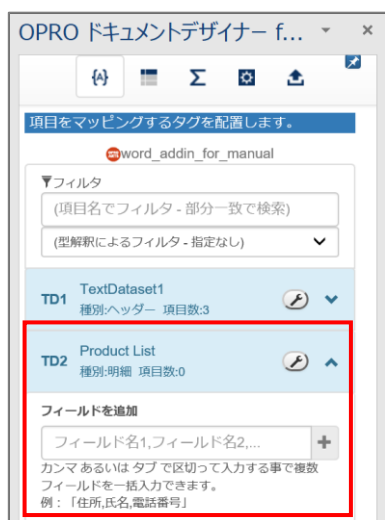 OPRO ドキュメントデザイナー f...
{A} Σ
項目をマッピングするタグを配置します。
word_addin_for_manual
フィルタ
(項目名でフィルタ - 部分一致で検索)
(型解釈によるフィルタ - 指定なし)
TD1 TextDataset1
種別:ヘッダー 項目数:3
TD2 Product List
種別:明細 項目数:0
フィールドを追加
フィールド名1,フィールド名2,... +
カンマ あるいは タブ で区切って入力する事で複数
フィールドを一括入力できます。
例：「住所,氏名,電話番号」